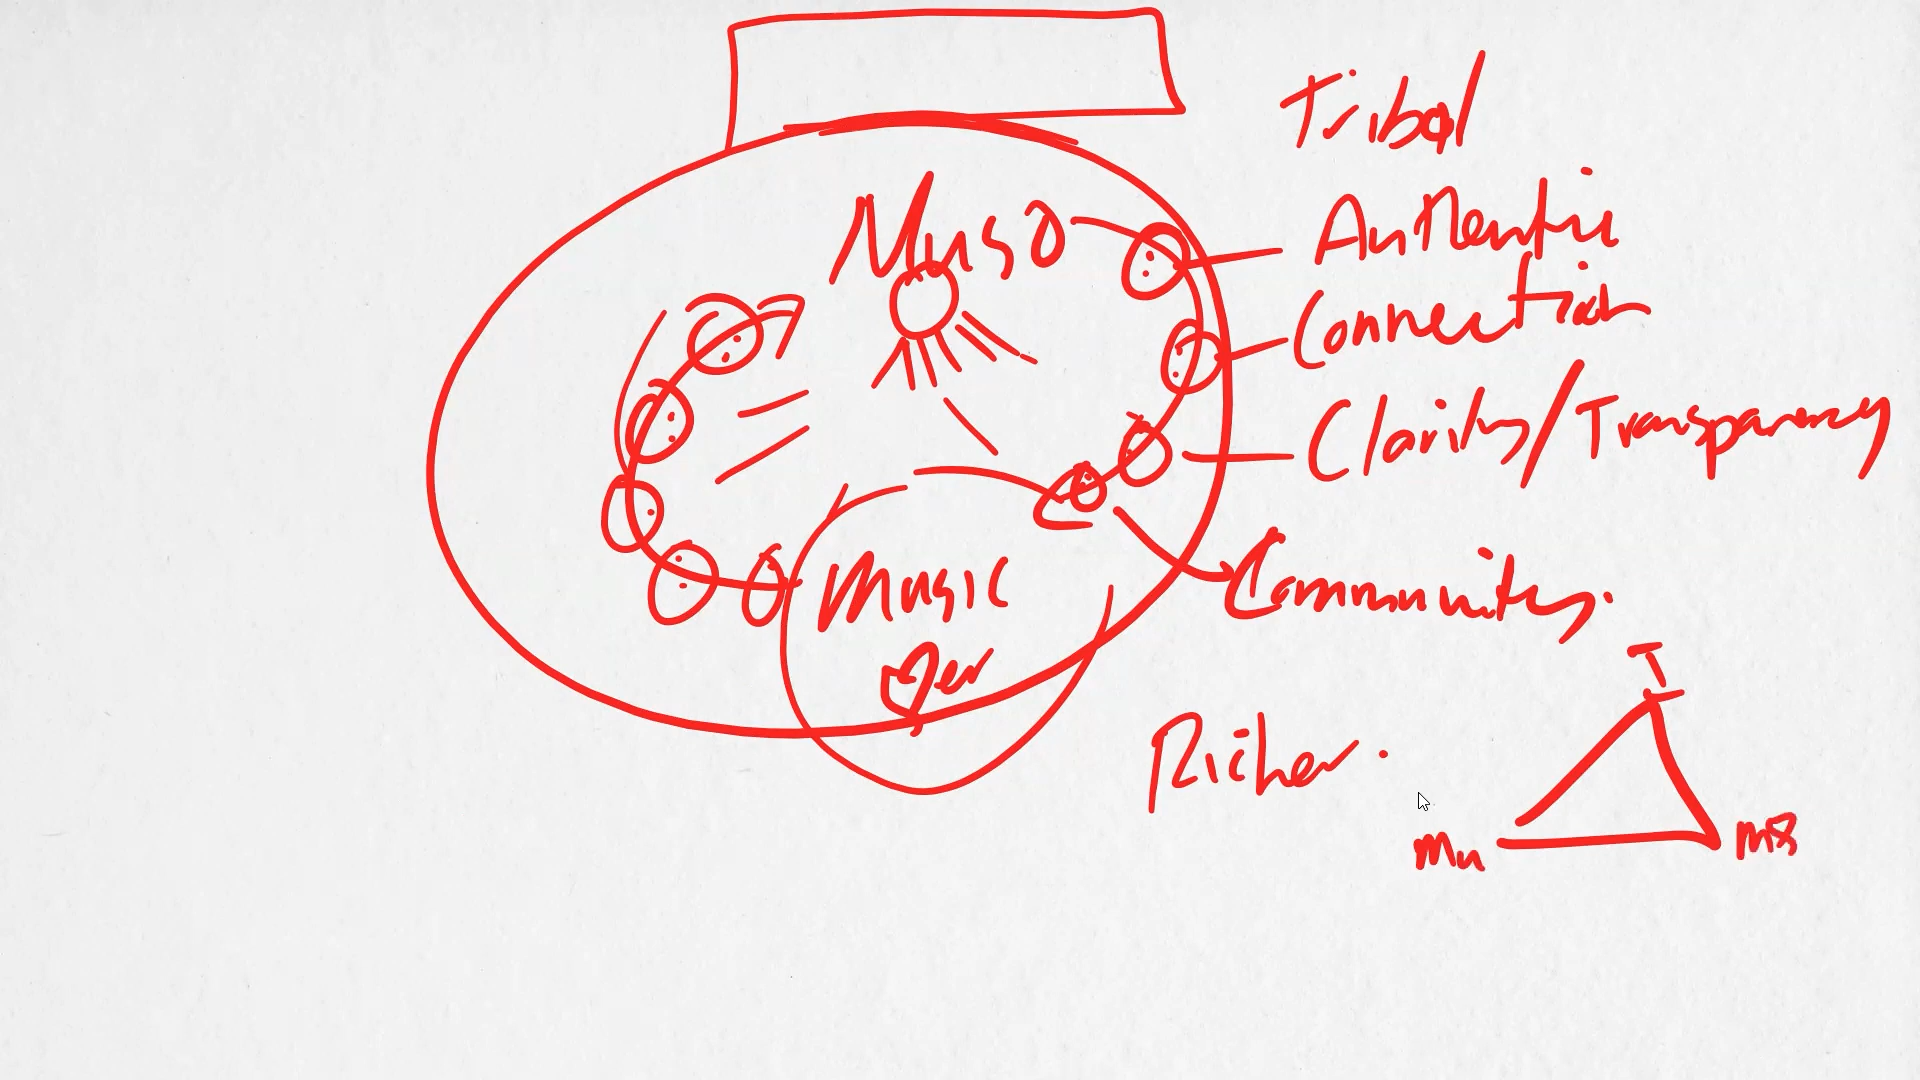 Tribal
Muso
Authentic
Connection
Clarity/Transparency
Music
Community.
T
Richer.
Mu